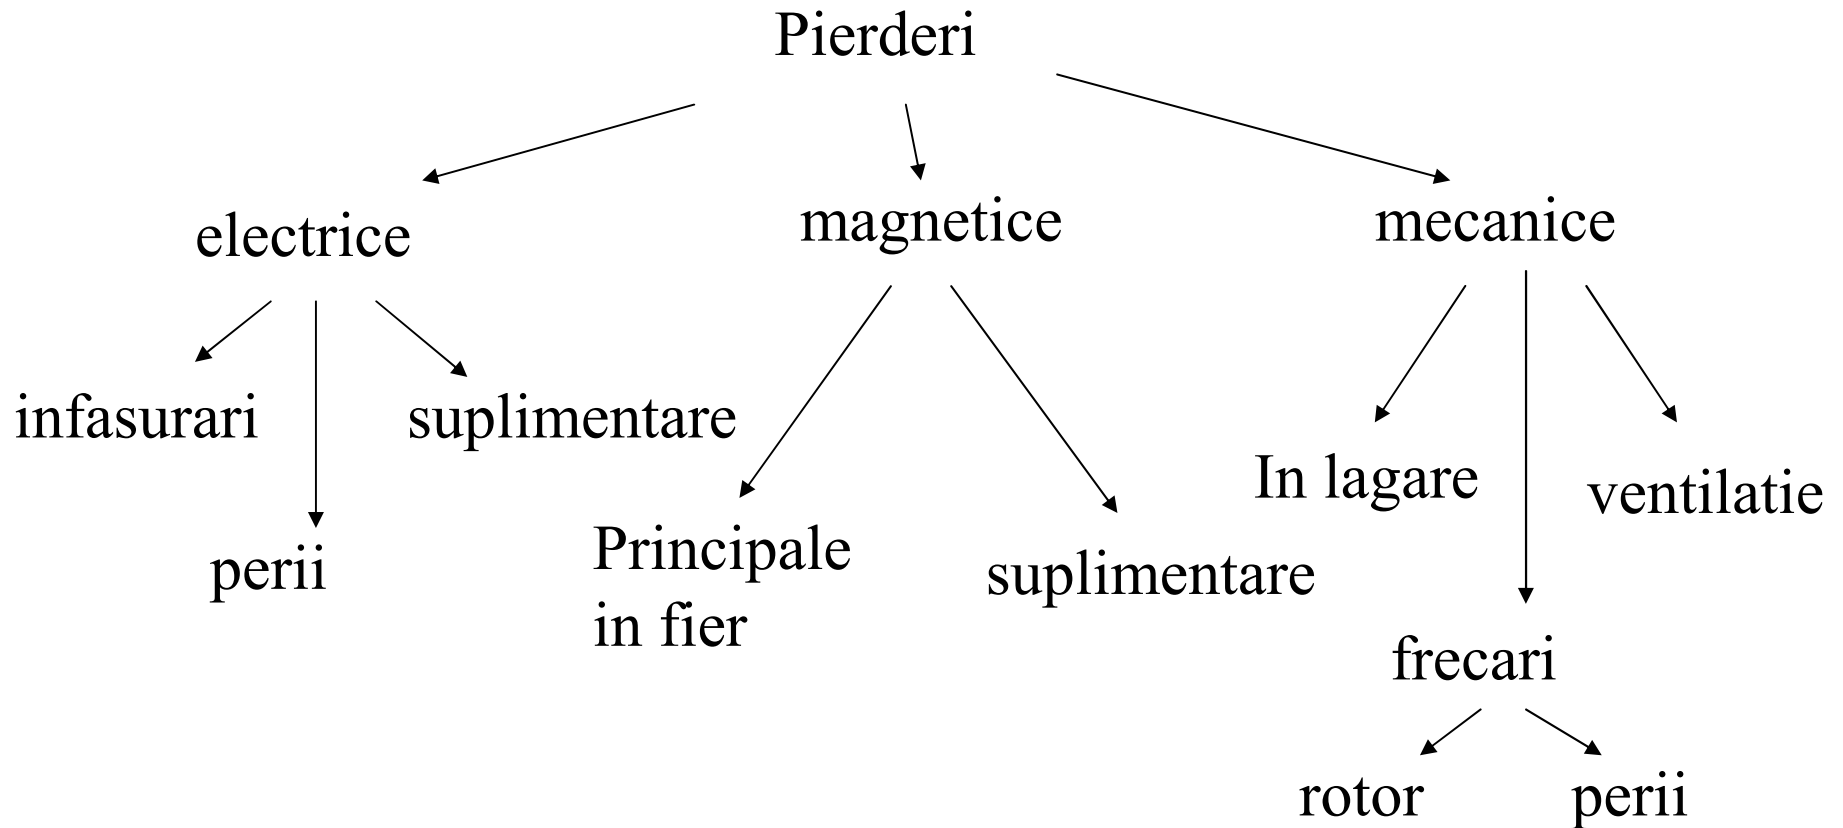 Pierderi
electrice
magnetice
mecanice
infasurari
suplimentare
perii
Principale
in fier
suplimentare
In lagare
ventilatie
frecari
rotor
perii